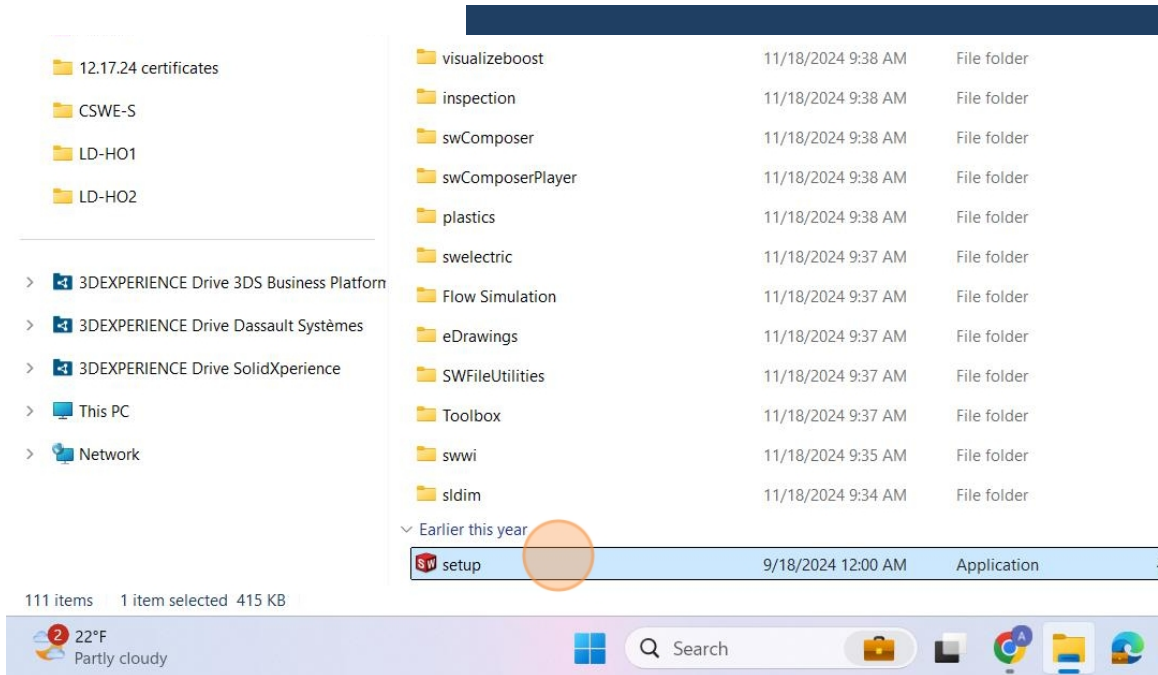 12.17.24 certificates
CSWE-S
LD-HO1
LD-HO2
3DEXPERIENCE Drive 3DS Business Platform
3DEXPERIENCE Drive Dassault Systèmes
3DEXPERIENCE Drive SolidXperience
This PC
Network
visualizeboost 11/18/2024 9:38 AM File folder
inspection 11/18/2024 9:38 AM File folder
swComposer 11/18/2024 9:38 AM File folder
swComposerPlayer 11/18/2024 9:38 AM File folder
plastics 11/18/2024 9:38 AM File folder
swelectric 11/18/2024 9:37 AM File folder
Flow Simulation 11/18/2024 9:37 AM File folder
eDrawings 11/18/2024 9:37 AM File folder
SWFileUtilities 11/18/2024 9:37 AM File folder
Toolbox 11/18/2024 9:37 AM File folder
swwi 11/18/2024 9:35 AM File folder
sldim 11/18/2024 9:34 AM File folder
Earlier this year
SW setup 9/18/2024 12:00 AM Application
111 items 1 item selected 415 KB
2 22°F
Partly cloudy
Search
A